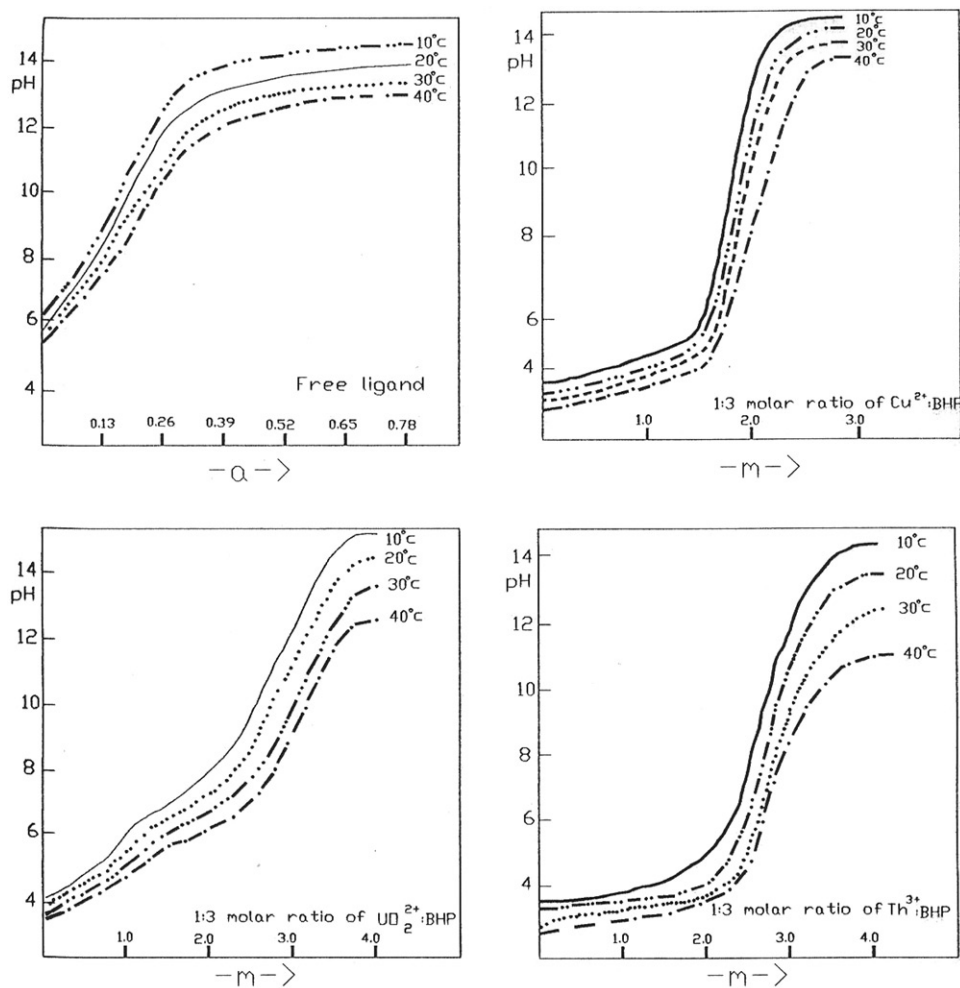 14
pH
12
10
8
6
4
10°c
20°c
30°c
40°c
Free ligand
0.13 0.26 0.39 0.52 0.65 0.78
-a->
14
pH
12
10
8
6
4
10°c
20°c
30°c
40°c
1:3 molar ratio of Cu²⁺:BHP
1.0 2.0 3.0
-m->
14
pH
12
10
8
6
4
10°c
20°c
30°c
40°c
1:3 molar ratio of UO₂²⁺:BHP
1.0 2.0 3.0 4.0
-m->
14
pH
12
10
8
6
4
10°c
20°c
30°c
40°c
1:3 molar ratio of Th³⁺:BHP
1.0 2.0 3.0 4.0
-m->